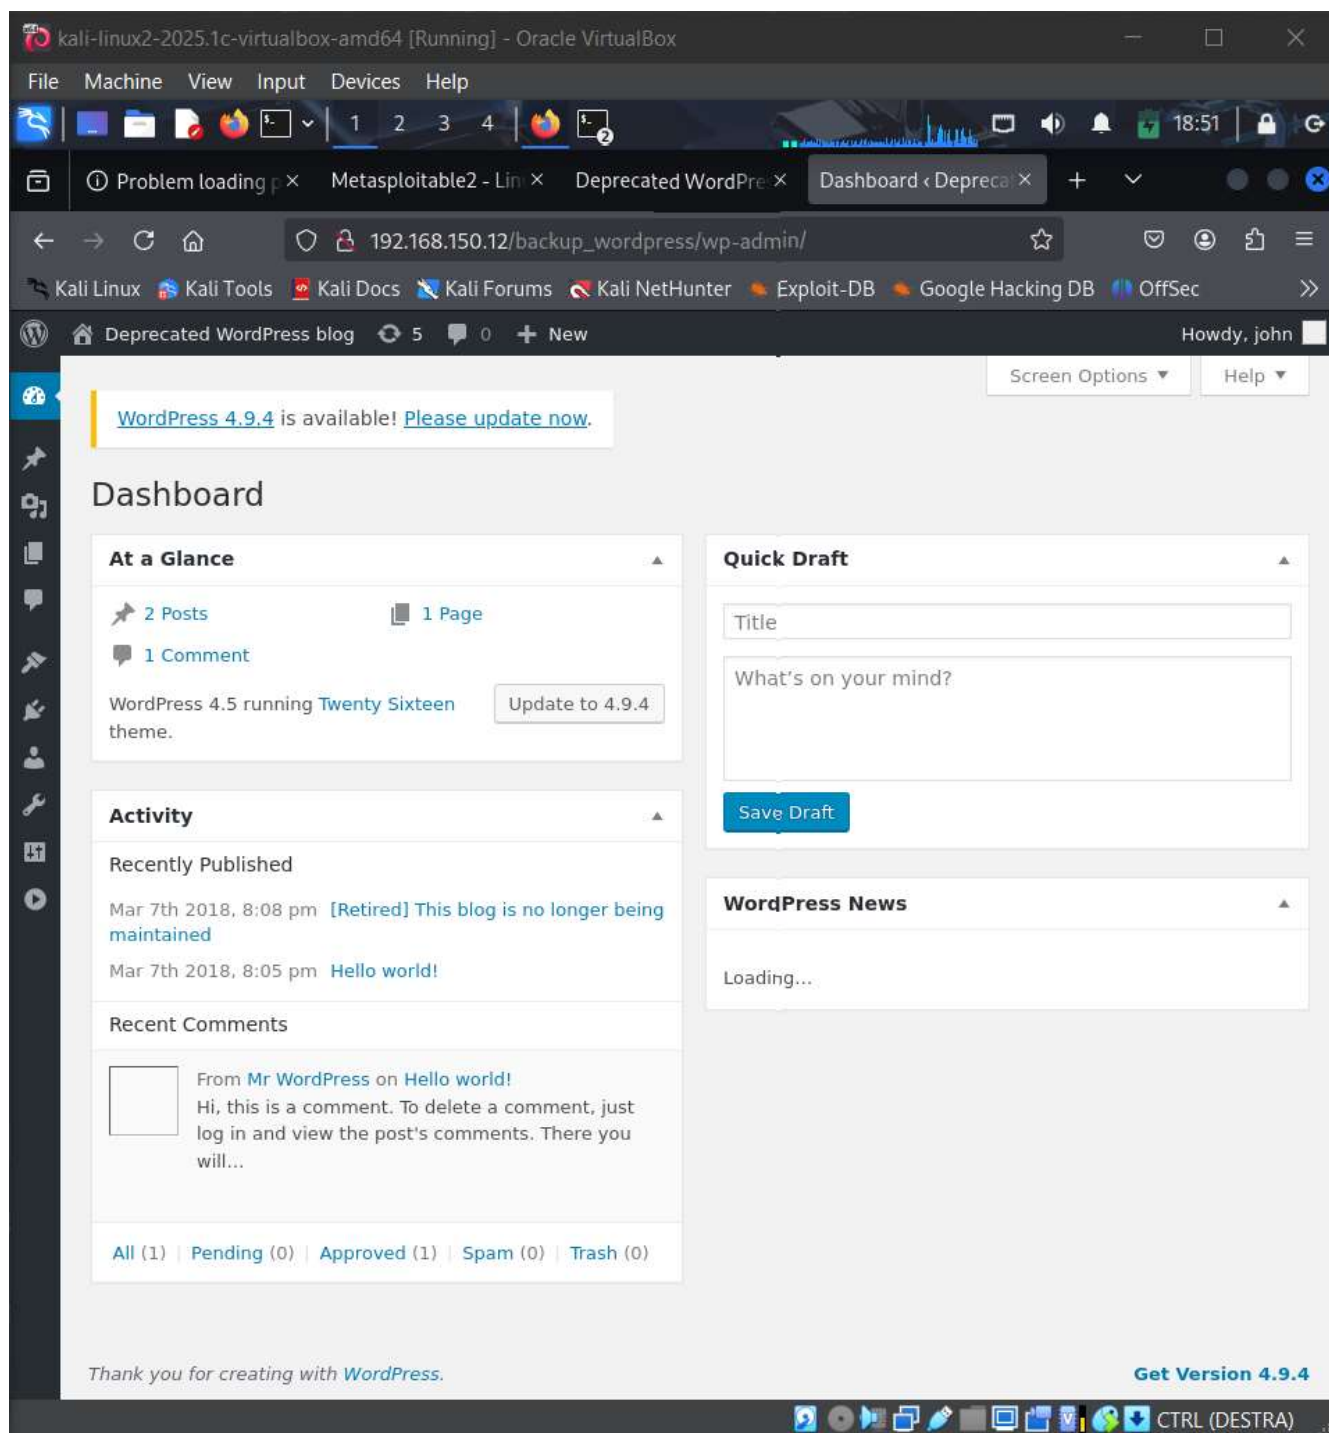 kali-linux2-2025.1c-virtualbox-amd64 [Running] - Oracle VirtualBox
File Machine View Input Devices Help
1 2 3 4 2 18:51
Problem loading p Metasploitable2 - Lin Deprecated WordPre Dashboard ‹ Depreca
192.168.150.12/backup_wordpress/wp-admin/
Kali Linux Kali Tools Kali Docs Kali Forums Kali NetHunter Exploit-DB Google Hacking DB OffSec
Deprecated WordPress blog 5 0 + New Howdy, john
Screen Options Help
WordPress 4.9.4 is available! Please update now.
Dashboard
At a Glance
2 Posts 1 Page
1 Comment
WordPress 4.5 running Twenty Sixteen
theme.
Update to 4.9.4
Activity
Recently Published
Mar 7th 2018, 8:08 pm [Retired] This blog is no longer being
maintained
Mar 7th 2018, 8:05 pm Hello world!
Recent Comments
From Mr WordPress on Hello world!
Hi, this is a comment. To delete a comment, just
log in and view the post's comments. There you
will…
All (1) | Pending (0) | Approved (1) | Spam (0) | Trash (0)
Quick Draft
Title
What's on your mind?
Save Draft
WordPress News
Loading…
Thank you for creating with WordPress. Get Version 4.9.4
CTRL (DESTRA)